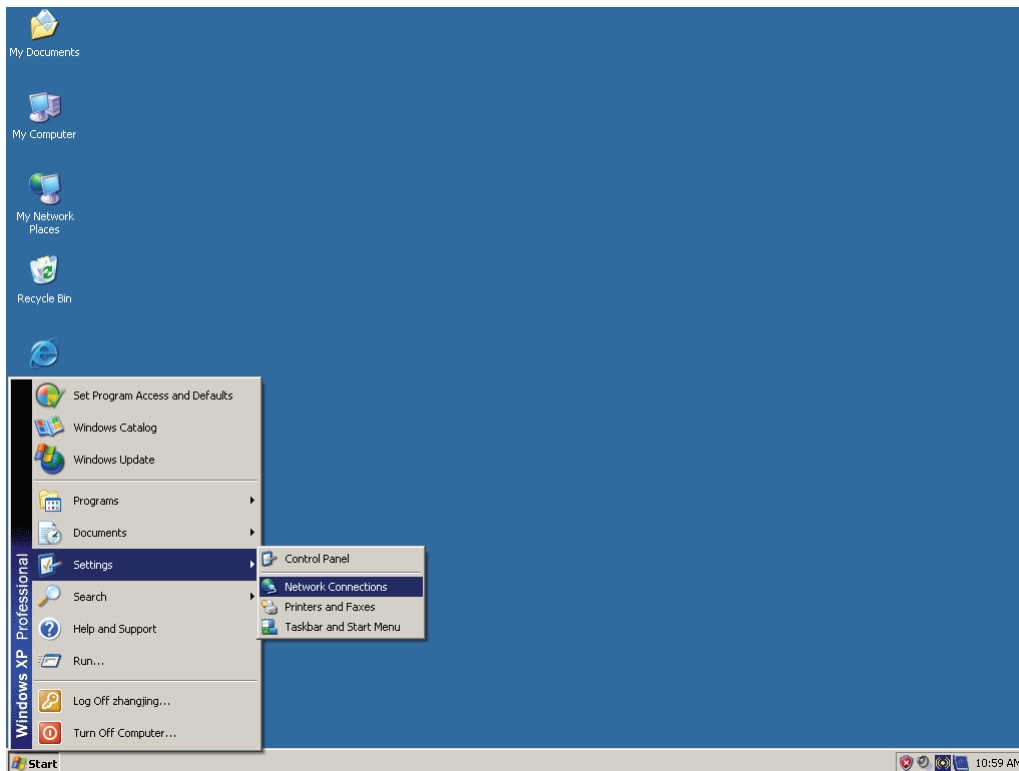 My Documents
My Computer
My Network
Places
Recycle Bin
Set Program Access and Defaults
Windows Catalog
Windows Update
Programs
Documents
Settings
Search
Help and Support
Run...
Log Off zhangjing...
Turn Off Computer...
Windows XP Professional
Control Panel
Network Connections
Printers and Faxes
Taskbar and Start Menu
Start
10:59 AM